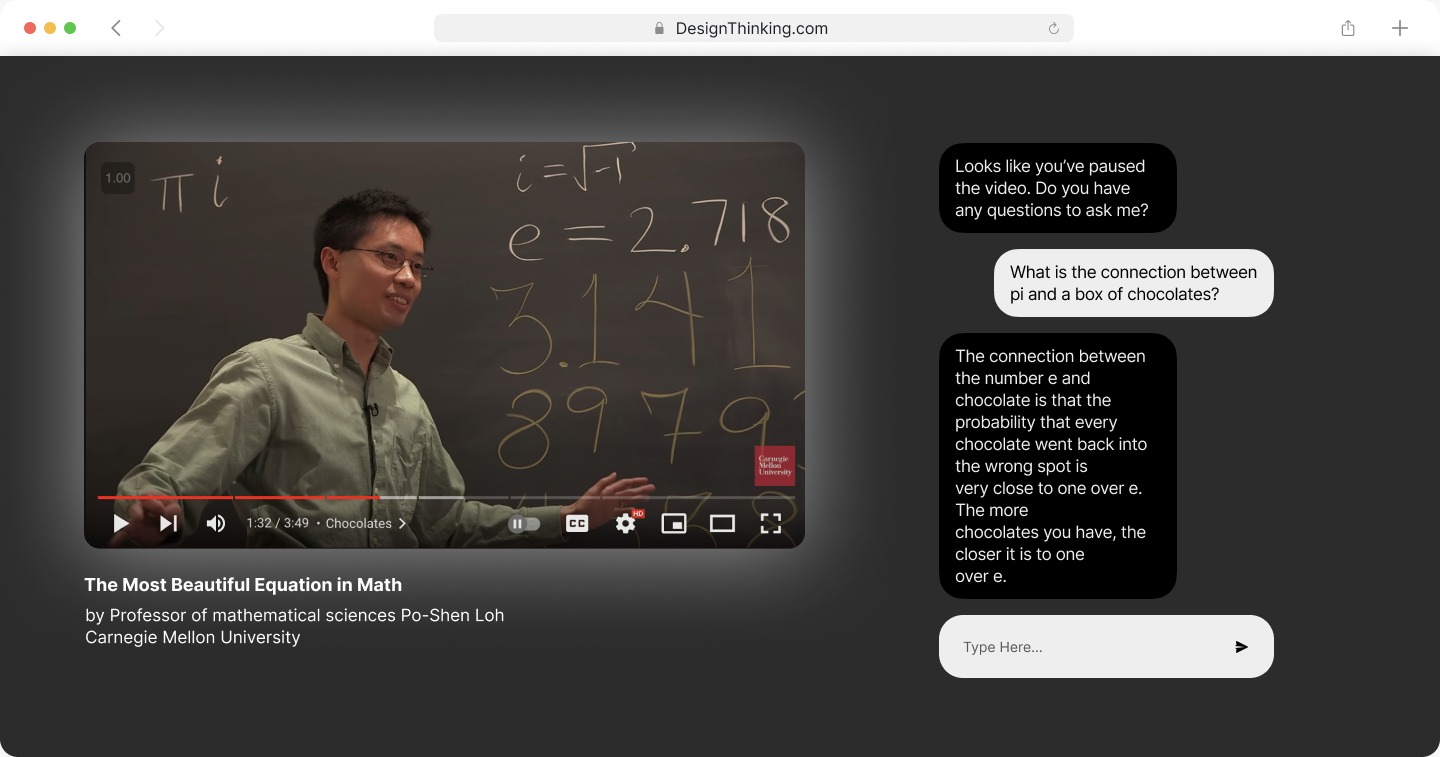 DesignThinking.com
1.00
π i
i = √-1
e = 2.718
3.141
89793
Carnegie
Mellon
University
HD
CC
1:32 / 3:49 • Chocolates
The Most Beautiful Equation in Math
by Professor of mathematical sciences Po-Shen Loh
Carnegie Mellon University
Looks like you’ve paused
the video. Do you have
any questions to ask me?
What is the connection between
pi and a box of chocolates?
The connection between
the number e and
chocolate is that the
probability that every
chocolate went back into
the wrong spot is
very close to one over e.
The more
chocolates you have, the
closer it is to one
over e.
Type Here...